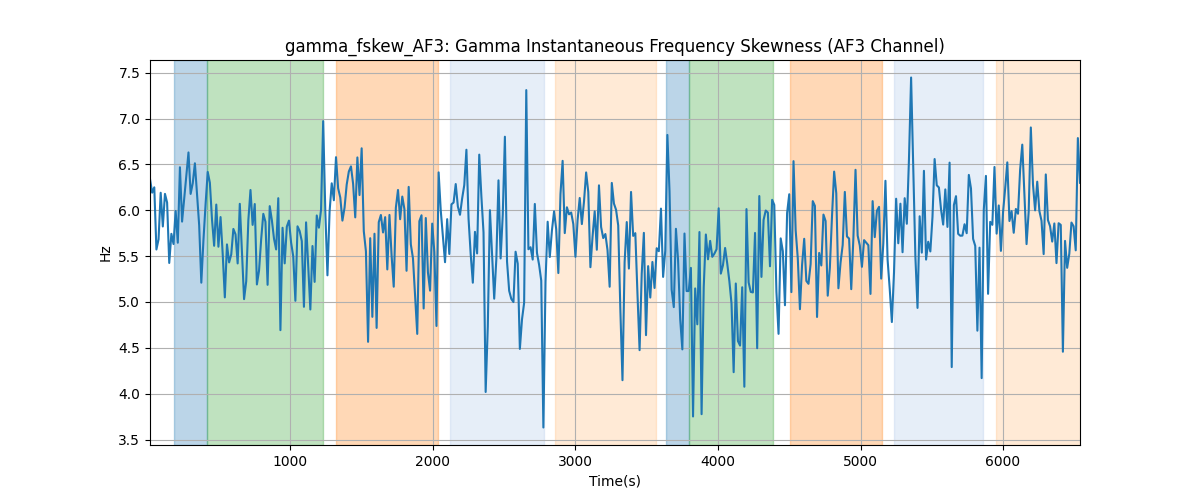 gamma_fskew_AF3: Gamma Instantaneous Frequency Skewness (AF3 Channel)
7.5
7.0
6.5
6.0
5.5
5.0
4.5
4.0
3.5
Hz
1000 2000 3000 4000 5000 6000
Time(s)